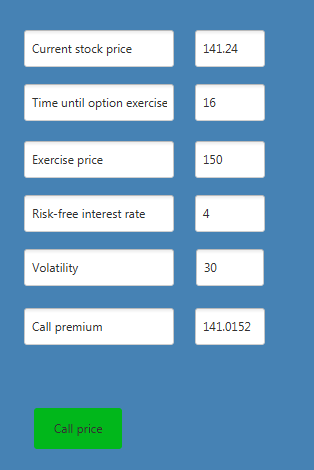 Current stock price 141.24
Time until option exercise 16
Exercise price 150
Risk-free interest rate 4
Volatility 30
Call premium 141.0152
Call price